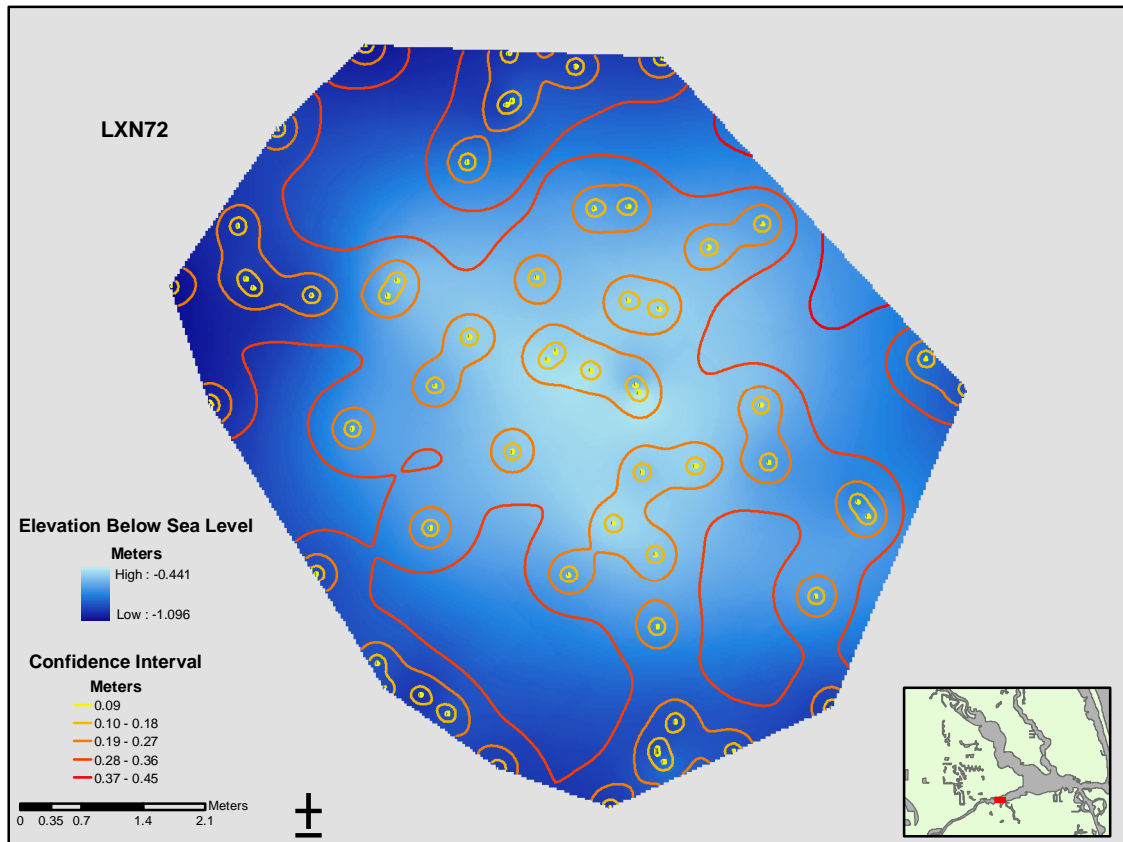 LXN72
Elevation Below Sea Level
Meters
High : -0.441
Low : -1.096
Confidence Interval
Meters
0.09
0.10 - 0.18
0.19 - 0.27
0.28 - 0.36
0.37 - 0.45
Meters
0 0.35 0.7 1.4 2.1